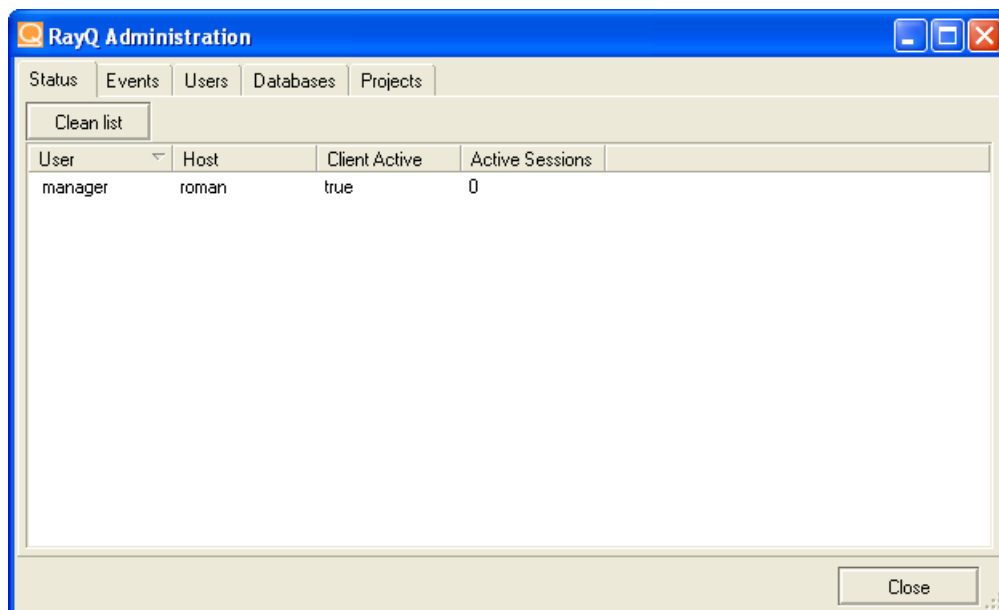 RayQ Administration
Status Events Users Databases Projects
Clean list
User Host Client Active Active Sessions
manager roman true 0
Close